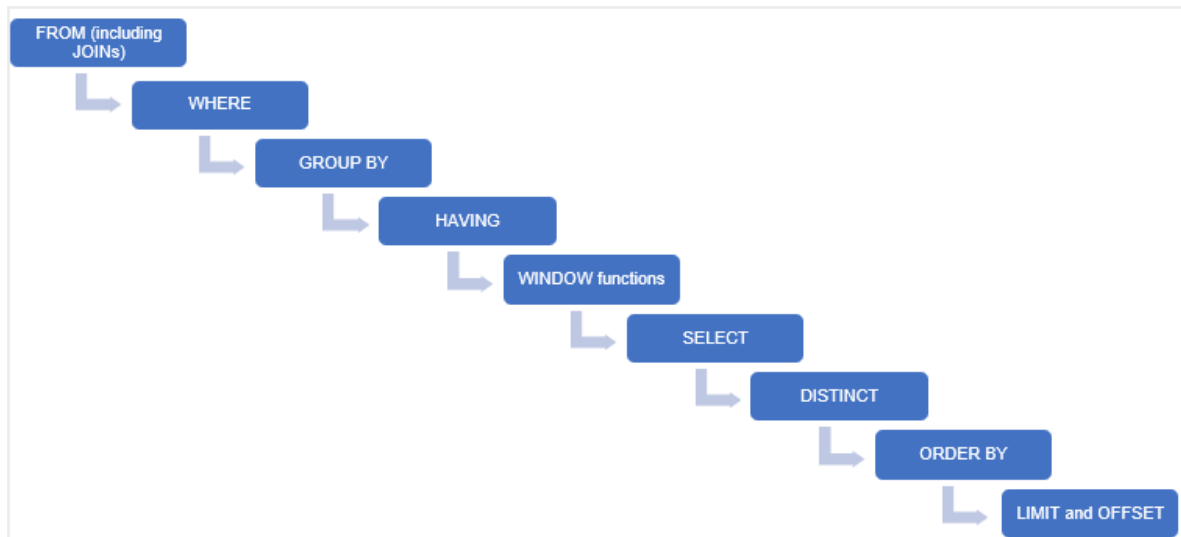 FROM (including
JOINs)
WHERE
GROUP BY
HAVING
WINDOW functions
SELECT
DISTINCT
ORDER BY
LIMIT and OFFSET